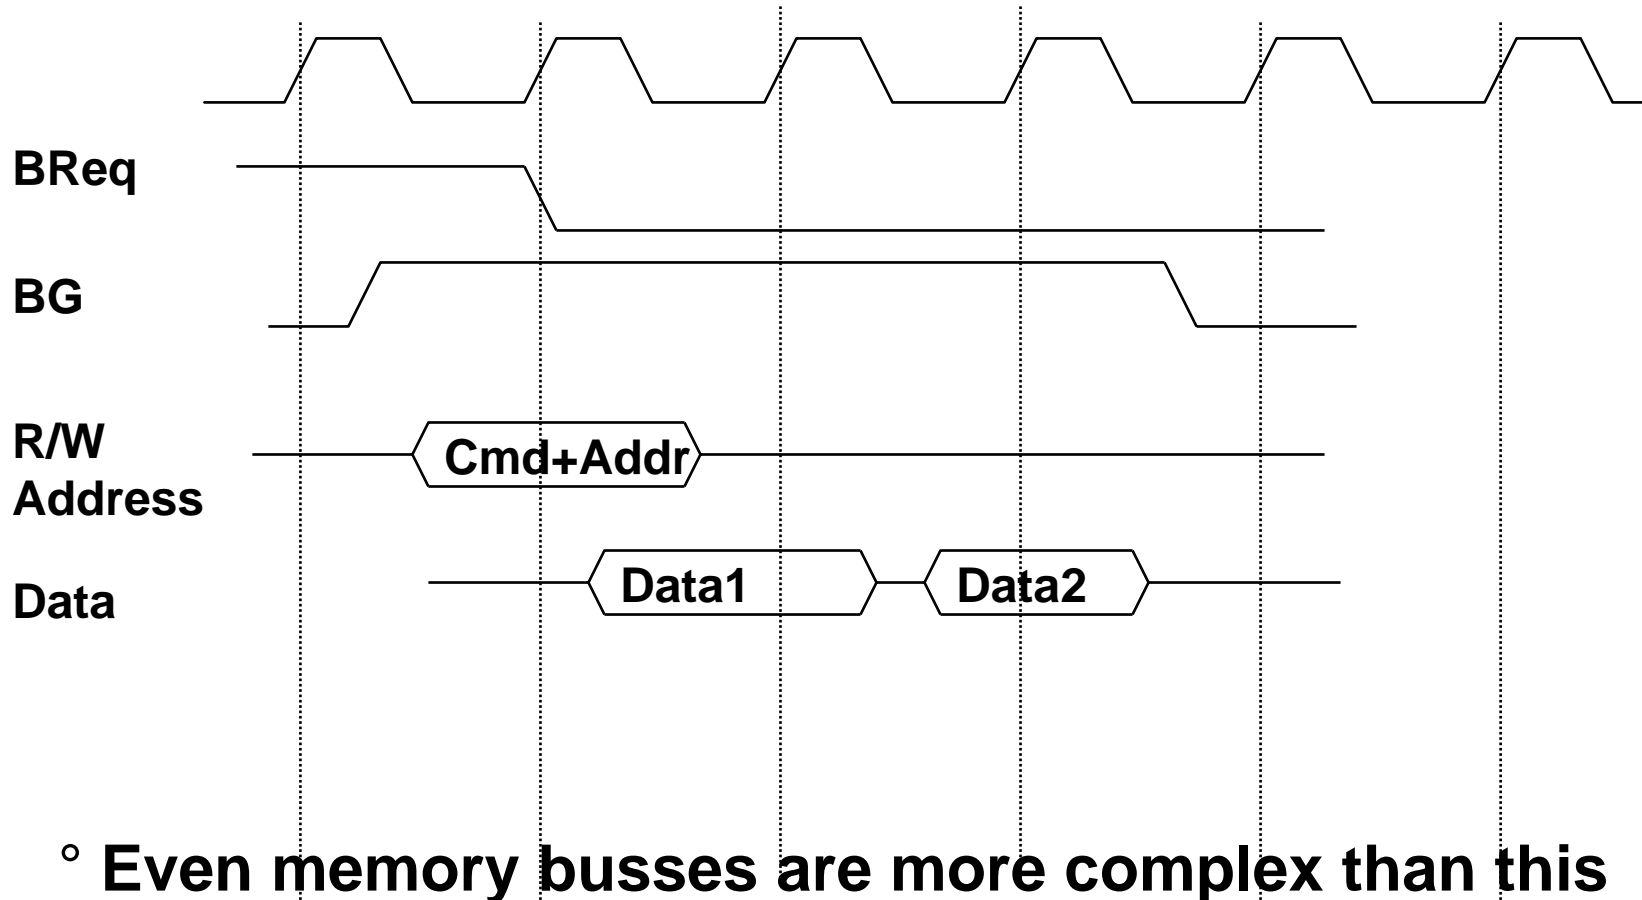 BReq
BG
R/W
Address
Cmd+Addr
Data
Data1
Data2
° Even memory busses are more complex than this